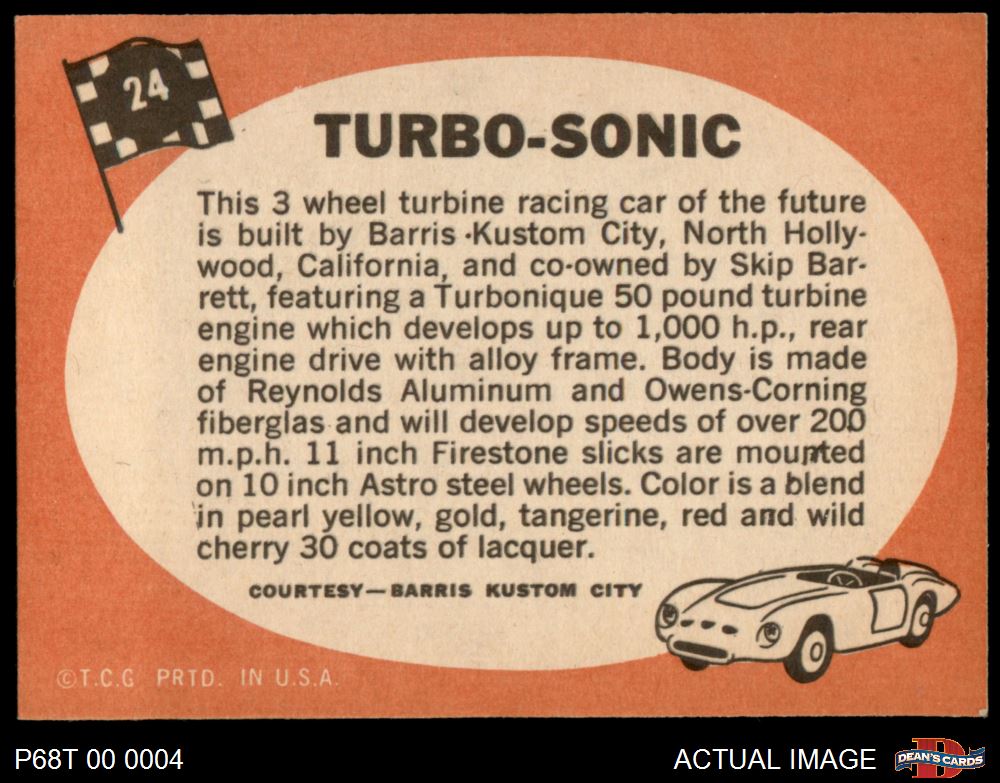 24
TURBO-SONIC
This 3 wheel turbine racing car of the future
is built by Barris Kustom City, North Holly-
wood, California, and co-owned by Skip Bar-
rett, featuring a Turbonique 50 pound turbine
engine which develops up to 1,000 h.p., rear
engine drive with alloy frame. Body is made
of Reynolds Aluminum and Owens-Corning
fiberglas and will develop speeds of over 200
m.p.h. 11 inch Firestone slicks are mounted
on 10 inch Astro steel wheels. Color is a blend
in pearl yellow, gold, tangerine, red and wild
cherry 30 coats of lacquer.
COURTESY—BARRIS KUSTOM CITY
©T.C.G PRTD. IN U.S.A.
P68T 00 0004
ACTUAL IMAGE
D
DEAN'S CARDS